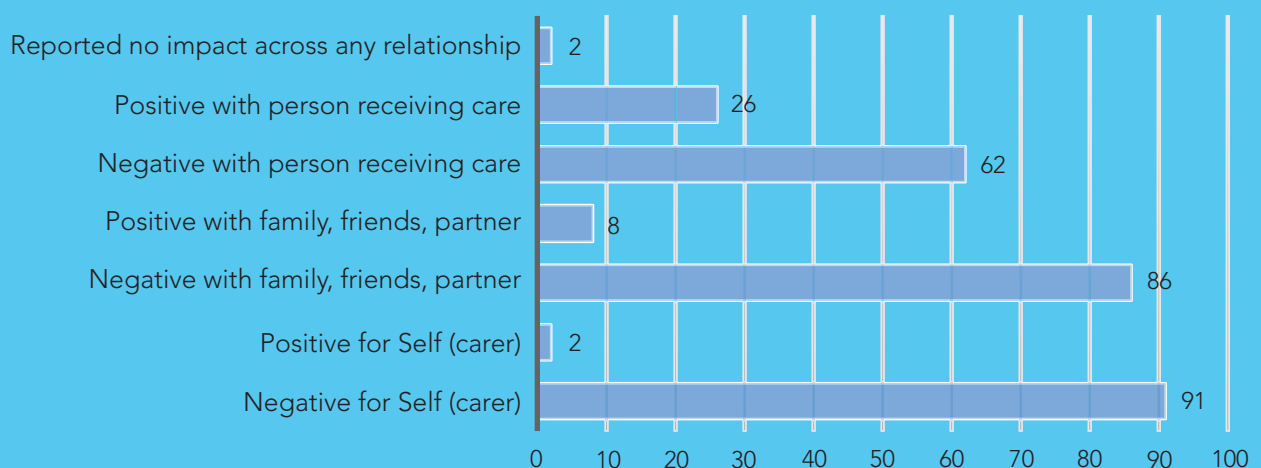 Reported no impact across any relationship 2
Positive with person receiving care 26
Negative with person receiving care 62
Positive with family, friends, partner 8
Negative with family, friends, partner 86
Positive for Self (carer) 2
Negative for Self (carer) 91
0 10 20 30 40 50 60 70 80 90 100